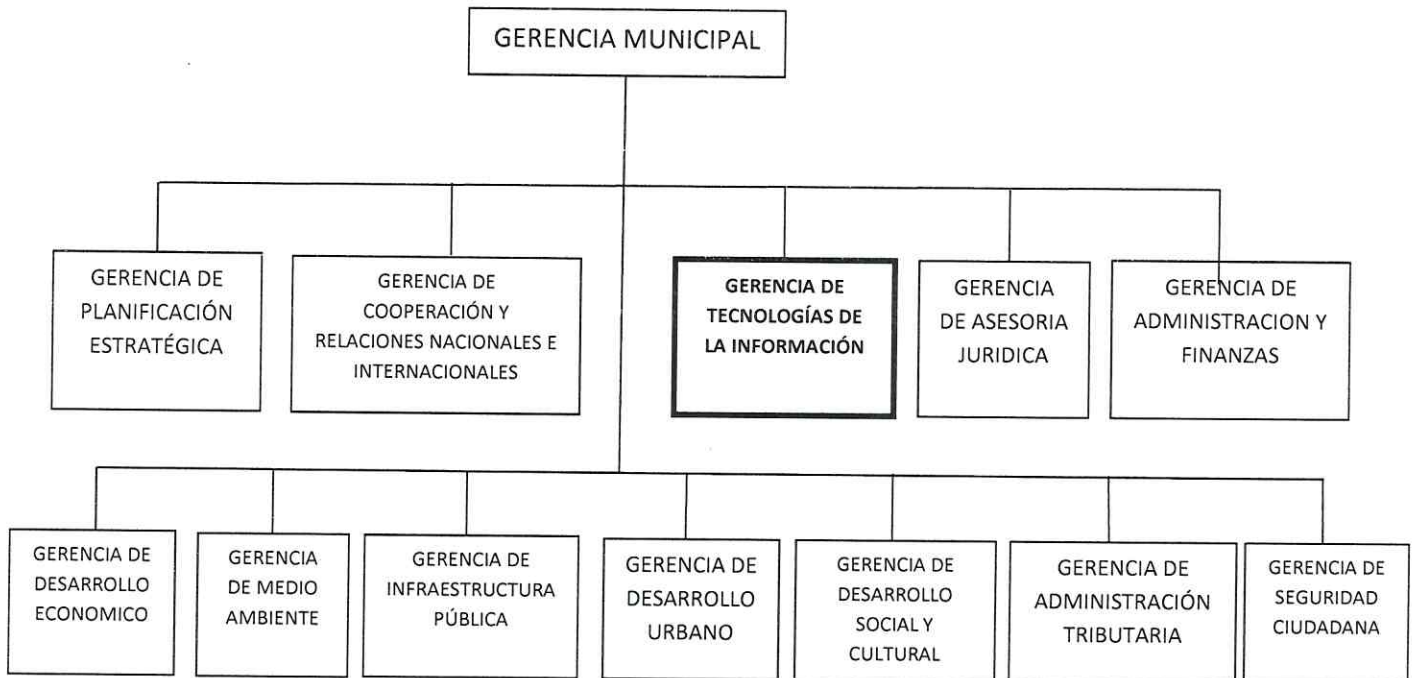 GERENCIA MUNICIPAL
GERENCIA DE
PLANIFICACIÓN
ESTRATÉGICA
GERENCIA DE
COOPERACIÓN Y
RELACIONES NACIONALES E
INTERNACIONALES
GERENCIA DE
TECNOLOGÍAS DE
LA INFORMACIÓN
GERENCIA
DE ASESORIA
JURIDICA
GERENCIA DE
ADMINISTRACION Y
FINANZAS
GERENCIA DE
DESARROLLO
ECONOMICO
GERENCIA
DE MEDIO
AMBIENTE
GERENCIA DE
INFRAESTRUCTURA
PÚBLICA
GERENCIA DE
DESARROLLO
URBANO
GERENCIA DE
DESARROLLO
SOCIAL Y
CULTURAL
GERENCIA DE
ADMINISTRACIÓN
TRIBUTARIA
GERENCIA DE
SEGURIDAD
CIUDADANA